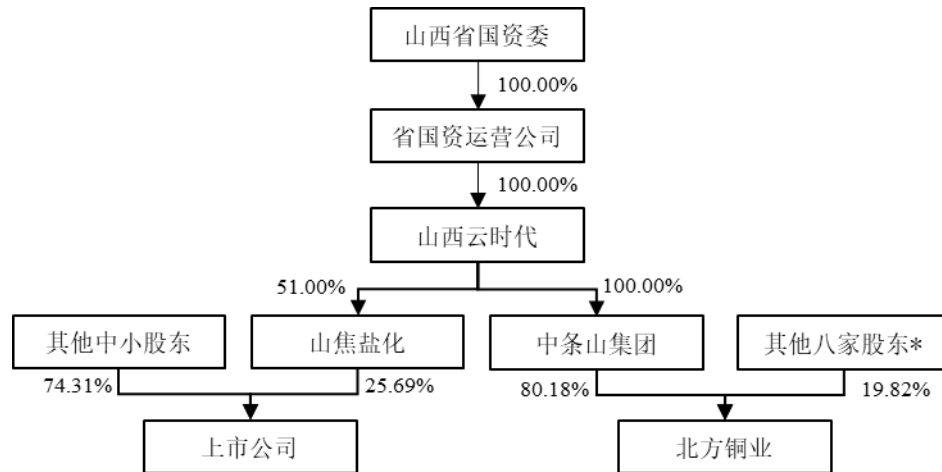 山西省国资委
100.00%
省国资运营公司
100.00%
山西云时代
51.00%
100.00%
其他中小股东
山焦盐化
中条山集团
其他八家股东*
74.31%
25.69%
80.18%
19.82%
上市公司
北方铜业